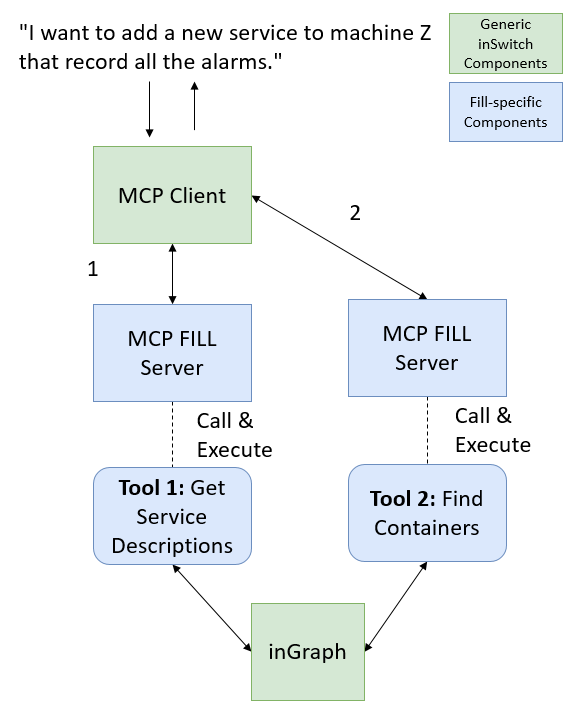 "I want to add a new service to machine Z
that record all the alarms."
Generic
inSwitch
Components
Fill-specific
Components
MCP Client
2
1
MCP FILL
Server
MCP FILL
Server
Call &
Execute
Call &
Execute
Tool 1: Get
Service
Descriptions
Tool 2: Find
Containers
inGraph